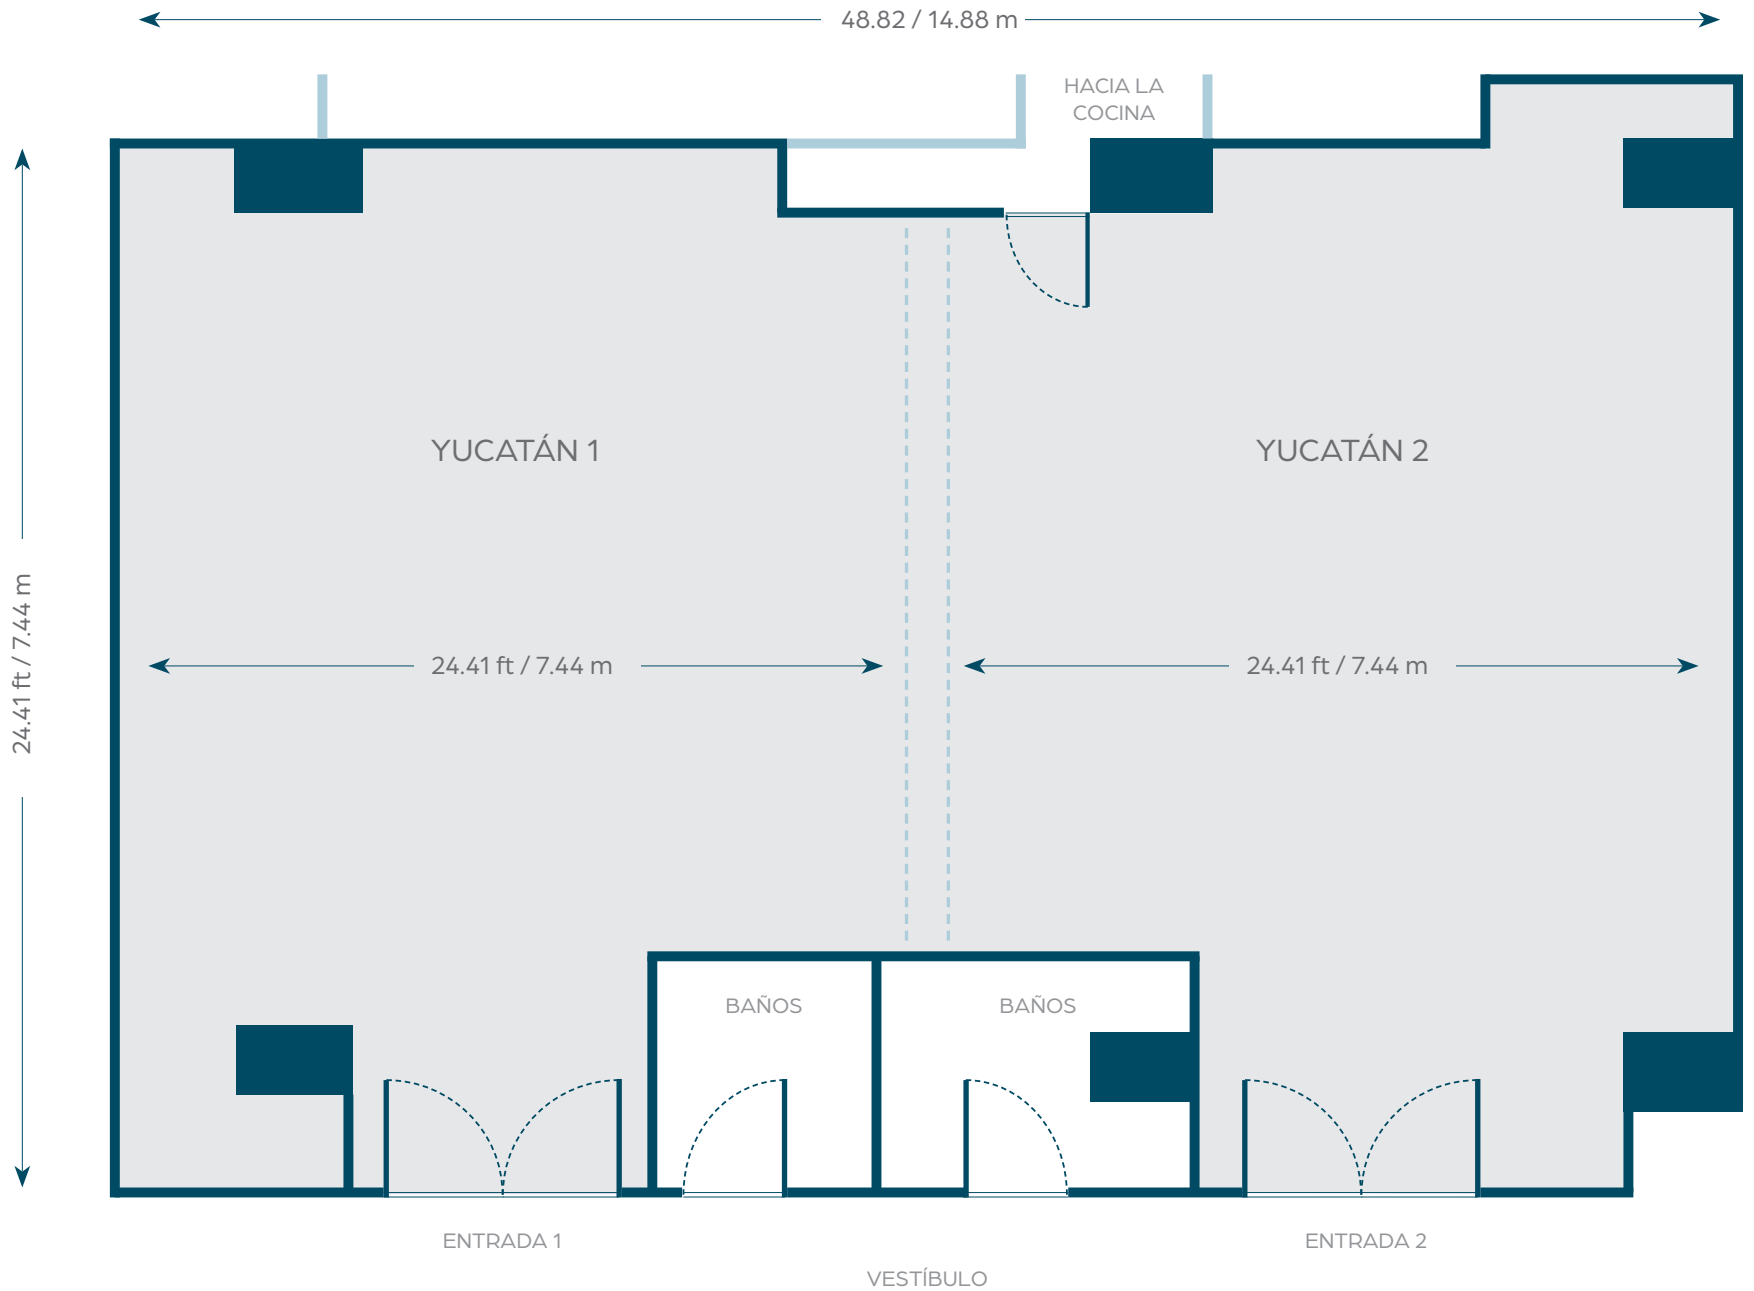 48.82 / 14.88 m
HACIA LA
COCINA
YUCATÁN 1
YUCATÁN 2
24.41 ft / 7.44 m
24.41 ft / 7.44 m
24.41 ft / 7.44 m
BAÑOS
BAÑOS
ENTRADA 1
ENTRADA 2
VESTÍBULO